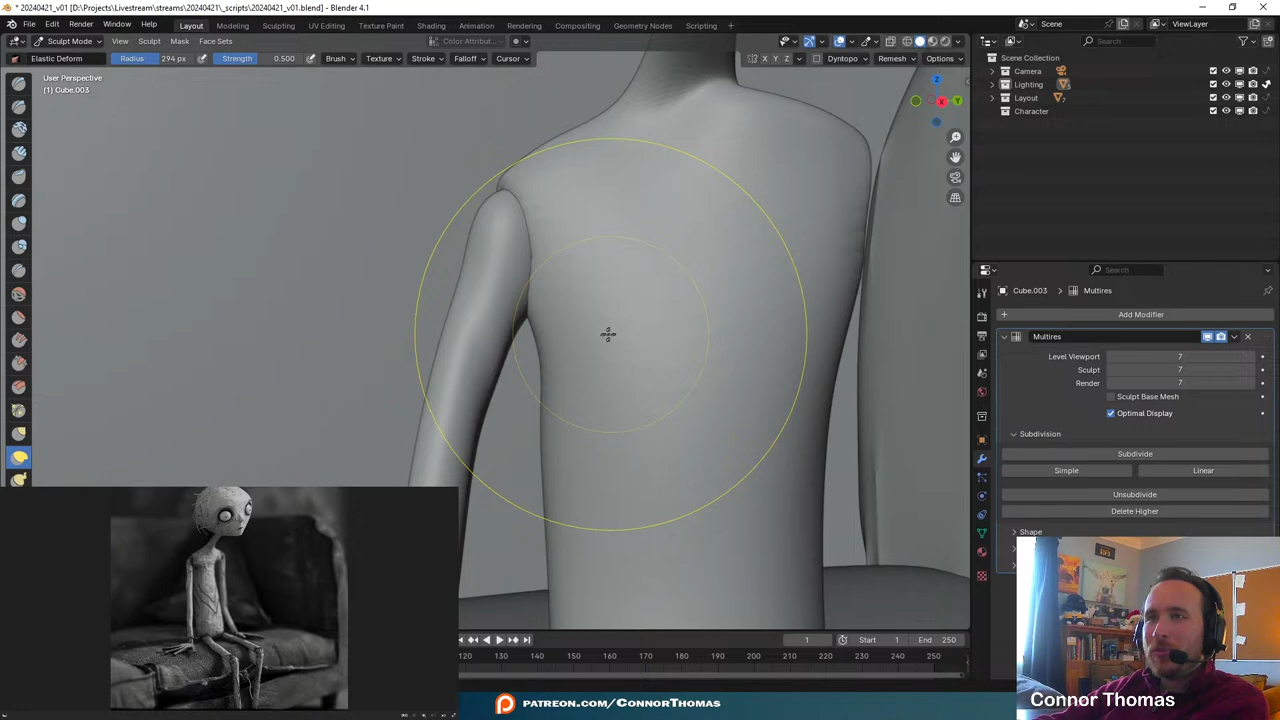 * 20240421_v01 [D:\Projects\Livestream\streams\20240421\_scripts\20240421_v01.blend] - Blender 4.1
File Edit Render Window Help Layout Modeling Sculpting UV Editing Texture Paint Shading Animation Rendering Compositing Geometry Nodes Scripting + Scene ViewLayer
Sculpt Mode View Sculpt Mask Face Sets Color Attribut... Search
Elastic Deform Radius 294 px Strength 0.500 Brush Texture Stroke Falloff Cursor X Y Z Dyntopo Remesh Options
Scene Collection
User Perspective
(1) Cube.003
Camera
Lighting
Layout
Character
Z
X Y
Search
Cube.003 > Multires
Add Modifier
Multires
Level Viewport 7
Sculpt 7
Render 7
Sculpt Base Mesh
Optimal Display
Subdivision
Subdivide
Simple Linear
Unsubdivide
Delete Higher
Shape
1 Start 1 End 250
120 130 140 150 160 170 180 190 200 210 220 230 240 250
PATREON.COM/CONNORTHOMAS
Connor Thomas